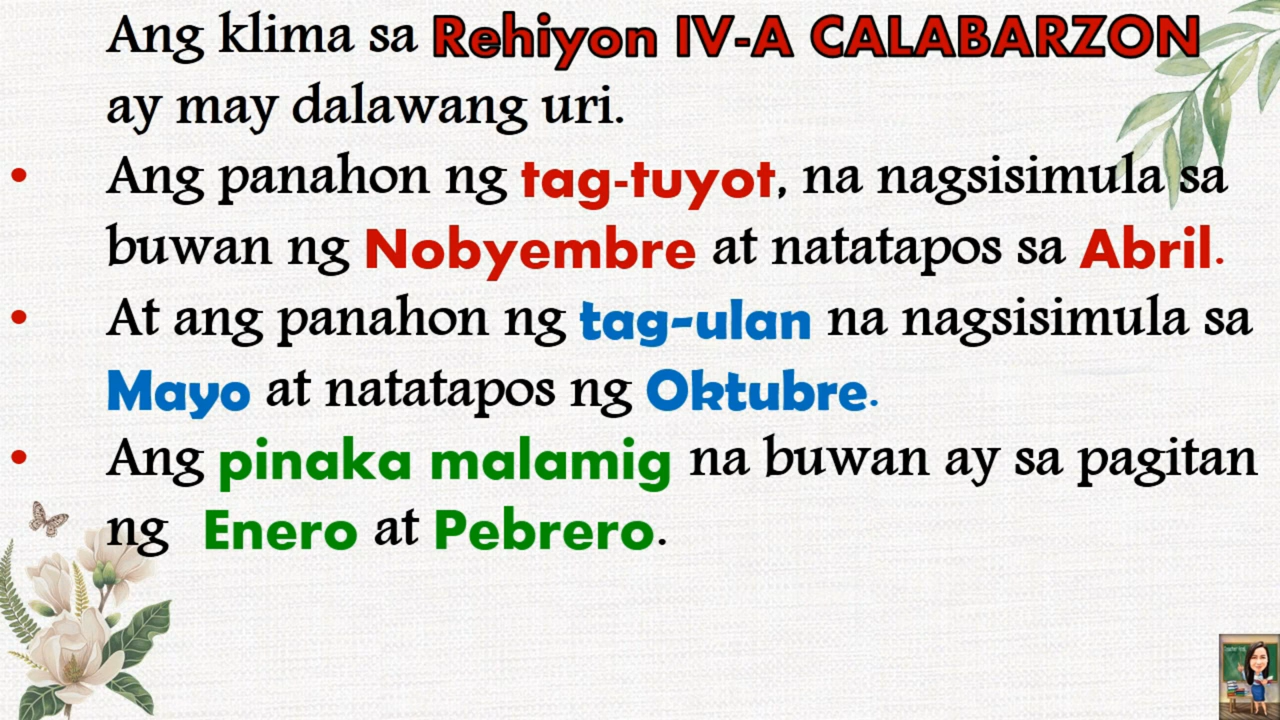 Ang klima sa Rehiyon IV-A CALABARZON
ay may dalawang uri.
• Ang panahon ng tag-tuyot, na nagsisimula sa
buwan ng Nobyembre at natatapos sa Abril.
• At ang panahon ng tag-ulan na nagsisimula sa
Mayo at natatapos ng Oktubre.
• Ang pinaka malamig na buwan ay sa pagitan
ng Enero at Pebrero.